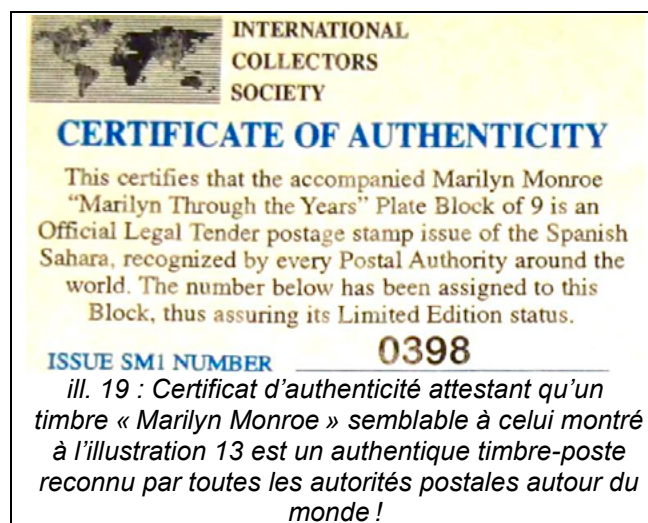 INTERNATIONAL
COLLECTORS
SOCIETY
CERTIFICATE OF AUTHENTICITY
This certifies that the accompanied Marilyn Monroe
“Marilyn Through the Years” Plate Block of 9 is an
Official Legal Tender postage stamp issue of the Spanish
Sahara, recognized by every Postal Authority around the
world. The number below has been assigned to this
Block, thus assuring its Limited Edition status.
ISSUE SM1 NUMBER 0398
ill. 19 : Certificat d’authenticité attestant qu’un
timbre « Marilyn Monroe » semblable à celui montré
à l’illustration 13 est un authentique timbre-poste
reconnu par toutes les autorités postales autour du
monde !